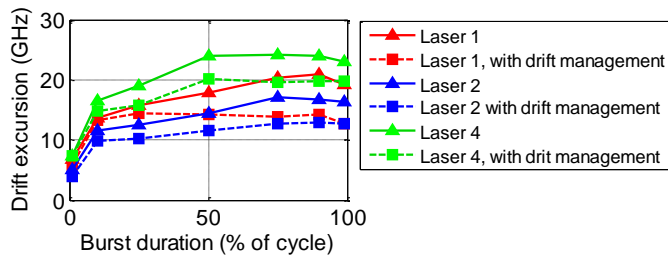 30
20
10
0
Drift excursion (GHz)
0
50
100
Burst duration (% of cycle)
Laser 1
Laser 1, with drift management
Laser 2
Laser 2 with drift management
Laser 4
Laser 4, with drit management